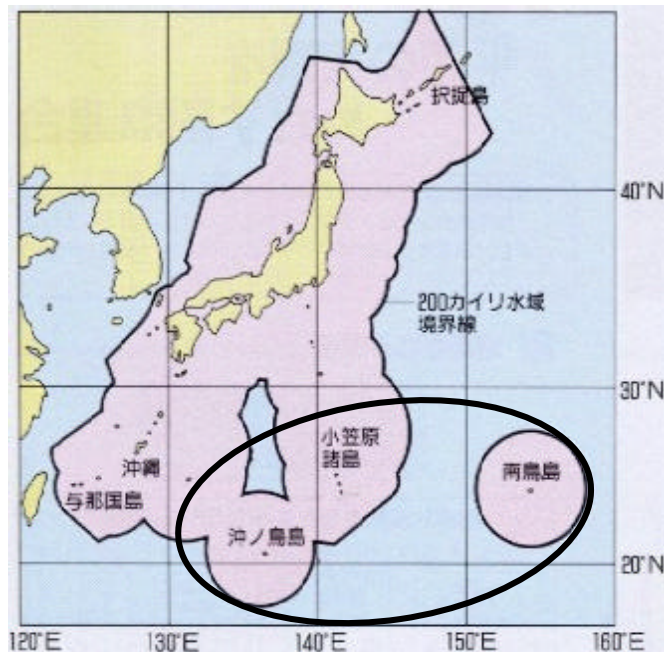 択捉島
40°N
200カイリ水域
境界線
30°N
小笠原
諸島
南鳥島
沖縄
与那国島
沖ノ鳥島
20°N
120°E
130°E
140°E
150°E
160°E